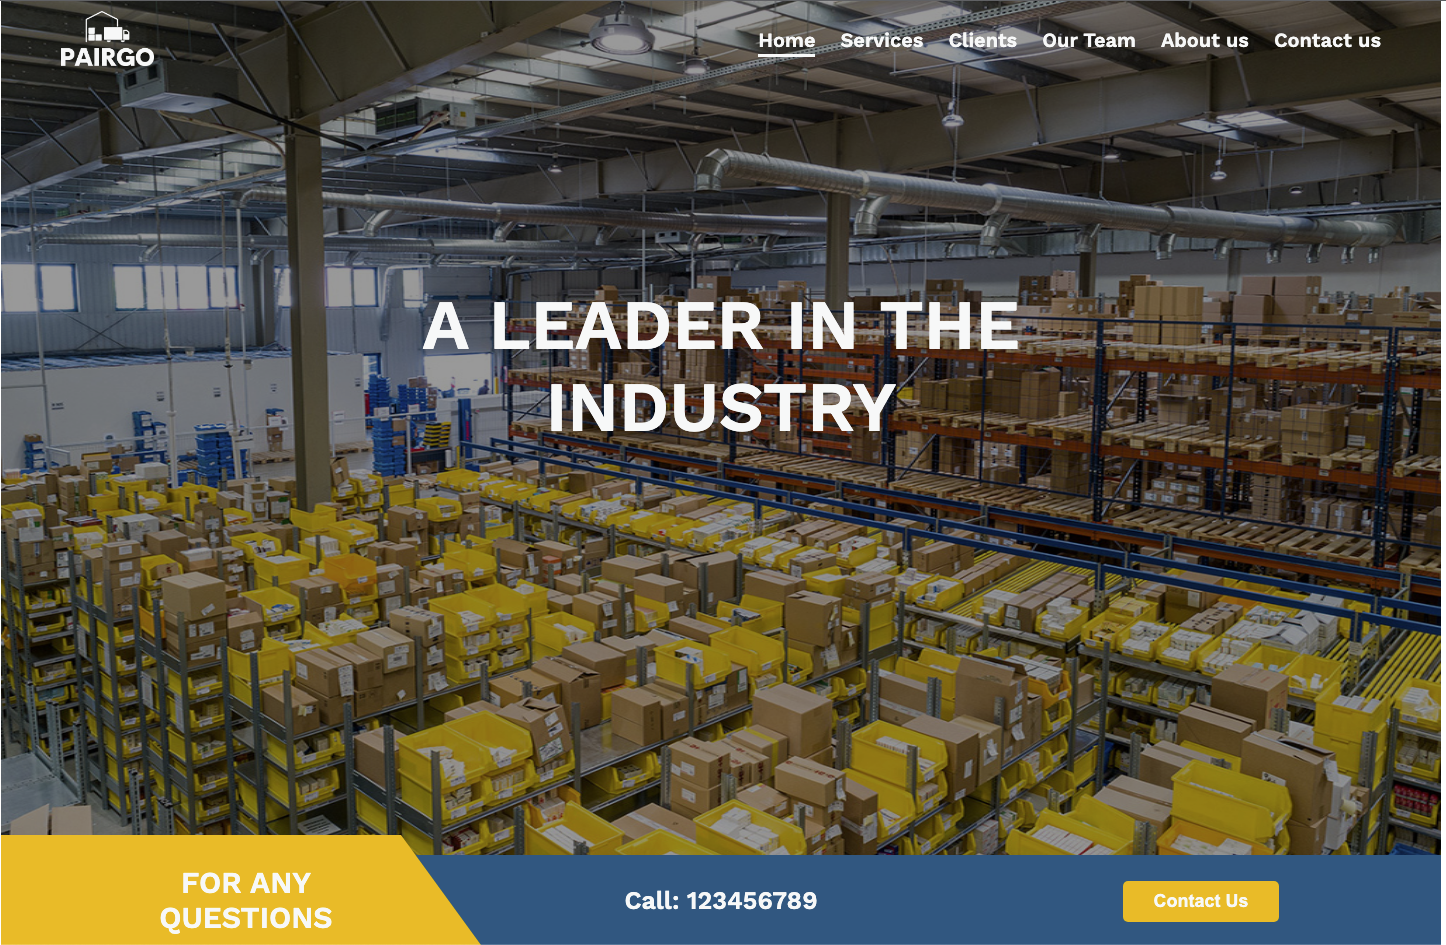 PAIRGO
Home Services Clients Our Team About us Contact us
A LEADER IN THE
INDUSTRY
FOR ANY
QUESTIONS
Call: 123456789
Contact Us